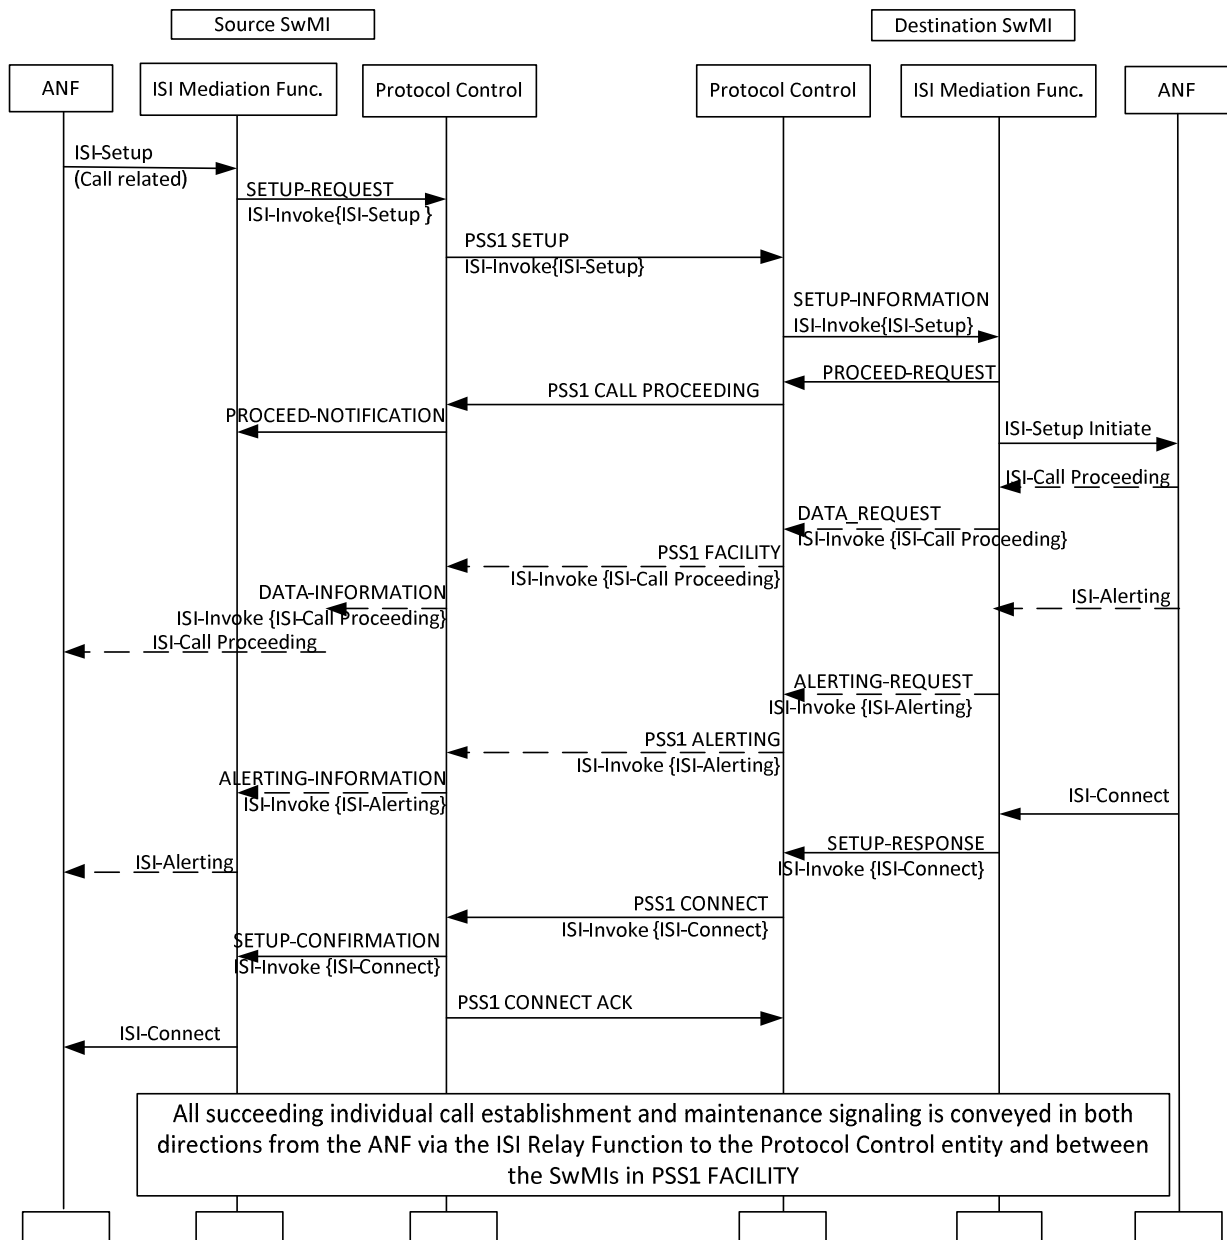 Source SwMI
Destination SwMI
ANF
ISI Mediation Func.
Protocol Control
Protocol Control
ISI Mediation Func.
ANF
ISI-Setup
(Call related)
SETUP-REQUEST
ISI-Invoke{ISI-Setup }
PSS1 SETUP
ISI-Invoke{ISI-Setup}
SETUP-INFORMATION
ISI-Invoke{ISI-Setup}
PROCEED-REQUEST
PSS1 CALL PROCEEDING
PROCEED-NOTIFICATION
ISI-Setup Initiate
ISI-Call Proceeding
DATA_REQUEST
ISI-Invoke {ISI-Call Proceeding}
PSS1 FACILITY
ISI-Invoke {ISI-Call Proceeding}
DATA-INFORMATION
ISI-Invoke {ISI-Call Proceeding}
ISI-Alerting
ISI-Call Proceeding
ALERTING-REQUEST
ISI-Invoke {ISI-Alerting}
PSS1 ALERTING
ISI-Invoke {ISI-Alerting}
ALERTING-INFORMATION
ISI-Invoke {ISI-Alerting}
ISI-Connect
SETUP-RESPONSE
ISI-Invoke {ISI-Connect}
ISI-Alerting
PSS1 CONNECT
ISI-Invoke {ISI-Connect}
SETUP-CONFIRMATION
ISI-Invoke {ISI-Connect}
PSS1 CONNECT ACK
ISI-Connect
All succeeding individual call establishment and maintenance signaling is conveyed in both
directions from the ANF via the ISI Relay Function to the Protocol Control entity and between
the SwMIs in PSS1 FACILITY